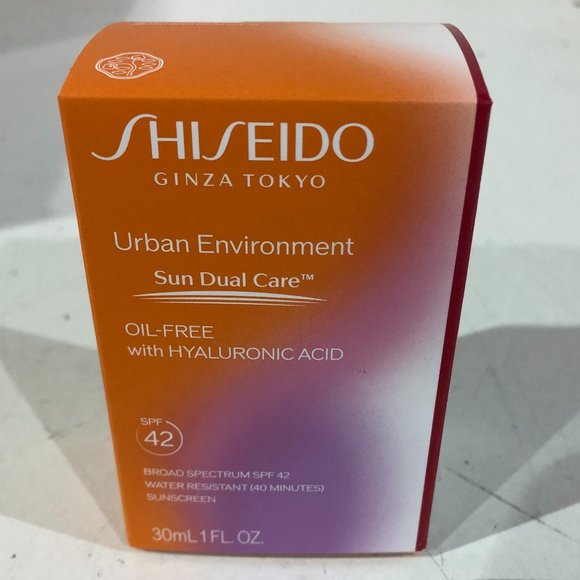 SHISEIDO
GINZA TOKYO
Urban Environment
Sun Dual Care™
OIL-FREE
with HYALURONIC ACID
SPF
42
BROAD SPECTRUM SPF 42
WATER RESISTANT (40 MINUTES)
SUNSCREEN
30mL 1 FL. OZ.